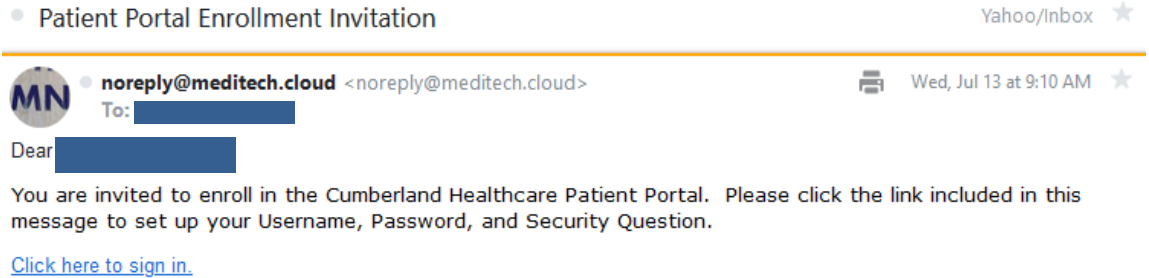 Patient Portal Enrollment Invitation
Yahoo/Inbox
MN
noreply@meditech.cloud <noreply@meditech.cloud>
Wed, Jul 13 at 9:10 AM
To:
Dear
You are invited to enroll in the Cumberland Healthcare Patient Portal.  Please click the link included in this
message to set up your Username, Password, and Security Question.
Click here to sign in.